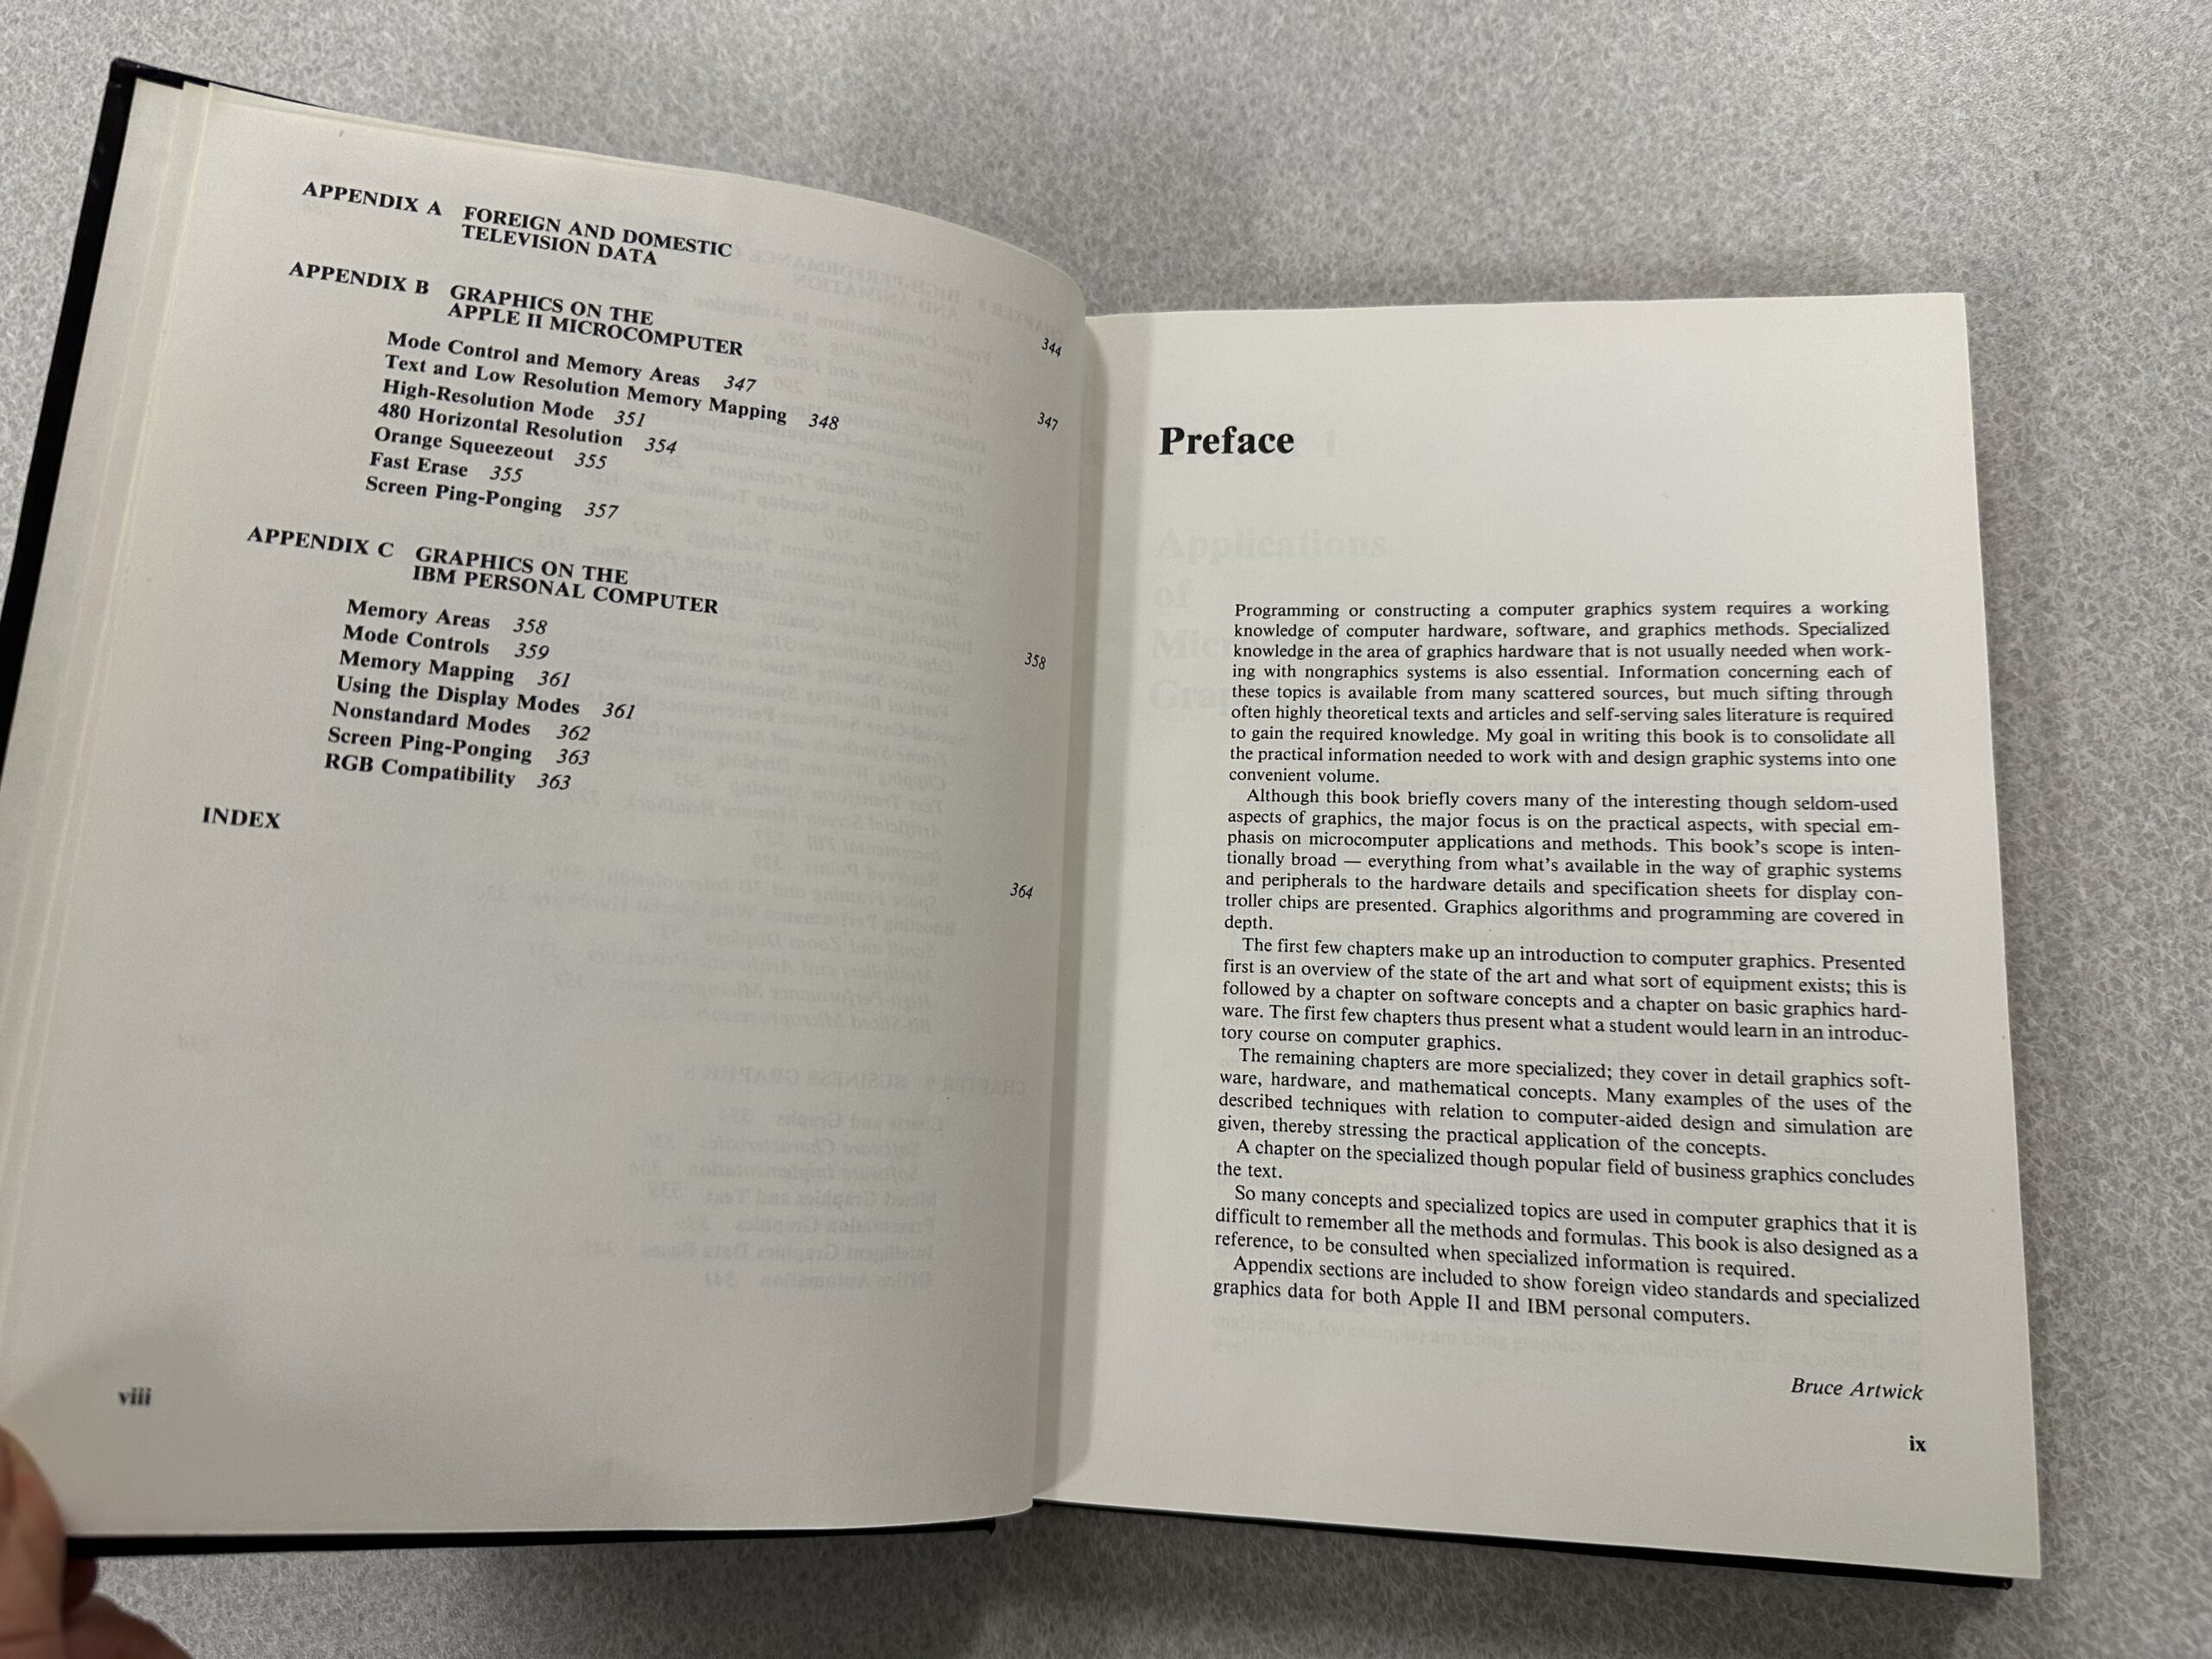 APPENDIX A FOREIGN AND DOMESTIC
TELEVISION DATA 344
APPENDIX B GRAPHICS ON THE
APPLE II MICROCOMPUTER 347
Mode Control and Memory Areas 347
Text and Low Resolution Memory Mapping 348
High-Resolution Mode 351
480 Horizontal Resolution 354
Orange Squeezeout 355
Fast Erase 355
Screen Ping-Ponging 357
APPENDIX C GRAPHICS ON THE
IBM PERSONAL COMPUTER 358
Memory Areas 358
Mode Controls 359
Memory Mapping 361
Using the Display Modes 361
Nonstandard Modes 362
Screen Ping-Ponging 363
RGB Compatibility 363
INDEX 364
viii
Preface
Programming or constructing a computer graphics system requires a working
knowledge of computer hardware, software, and graphics methods. Specialized
knowledge in the area of graphics hardware that is not usually needed when work-
ing with nongraphics systems is also essential. Information concerning each of
these topics is available from many scattered sources, but much sifting through
often highly theoretical texts and articles and self-serving sales literature is required
to gain the required knowledge. My goal in writing this book is to consolidate all
the practical information needed to work with and design graphic systems into one
convenient volume.
Although this book briefly covers many of the interesting though seldom-used
aspects of graphics, the major focus is on the practical aspects, with special em-
phasis on microcomputer applications and methods. This book's scope is inten-
tionally broad — everything from what's available in the way of graphic systems
and peripherals to the hardware details and specification sheets for display con-
troller chips are presented. Graphics algorithms and programming are covered in
depth.
The first few chapters make up an introduction to computer graphics. Presented
first is an overview of the state of the art and what sort of equipment exists; this is
followed by a chapter on software concepts and a chapter on basic graphics hard-
ware. The first few chapters thus present what a student would learn in an introduc-
tory course on computer graphics.
The remaining chapters are more specialized; they cover in detail graphics soft-
ware, hardware, and mathematical concepts. Many examples of the uses of the
described techniques with relation to computer-aided design and simulation are
given, thereby stressing the practical application of the concepts.
A chapter on the specialized though popular field of business graphics concludes
the text.
So many concepts and specialized topics are used in computer graphics that it is
difficult to remember all the methods and formulas. This book is also designed as a
reference, to be consulted when specialized information is required.
Appendix sections are included to show foreign video standards and specialized
graphics data for both Apple II and IBM personal computers.
Bruce Artwick
ix